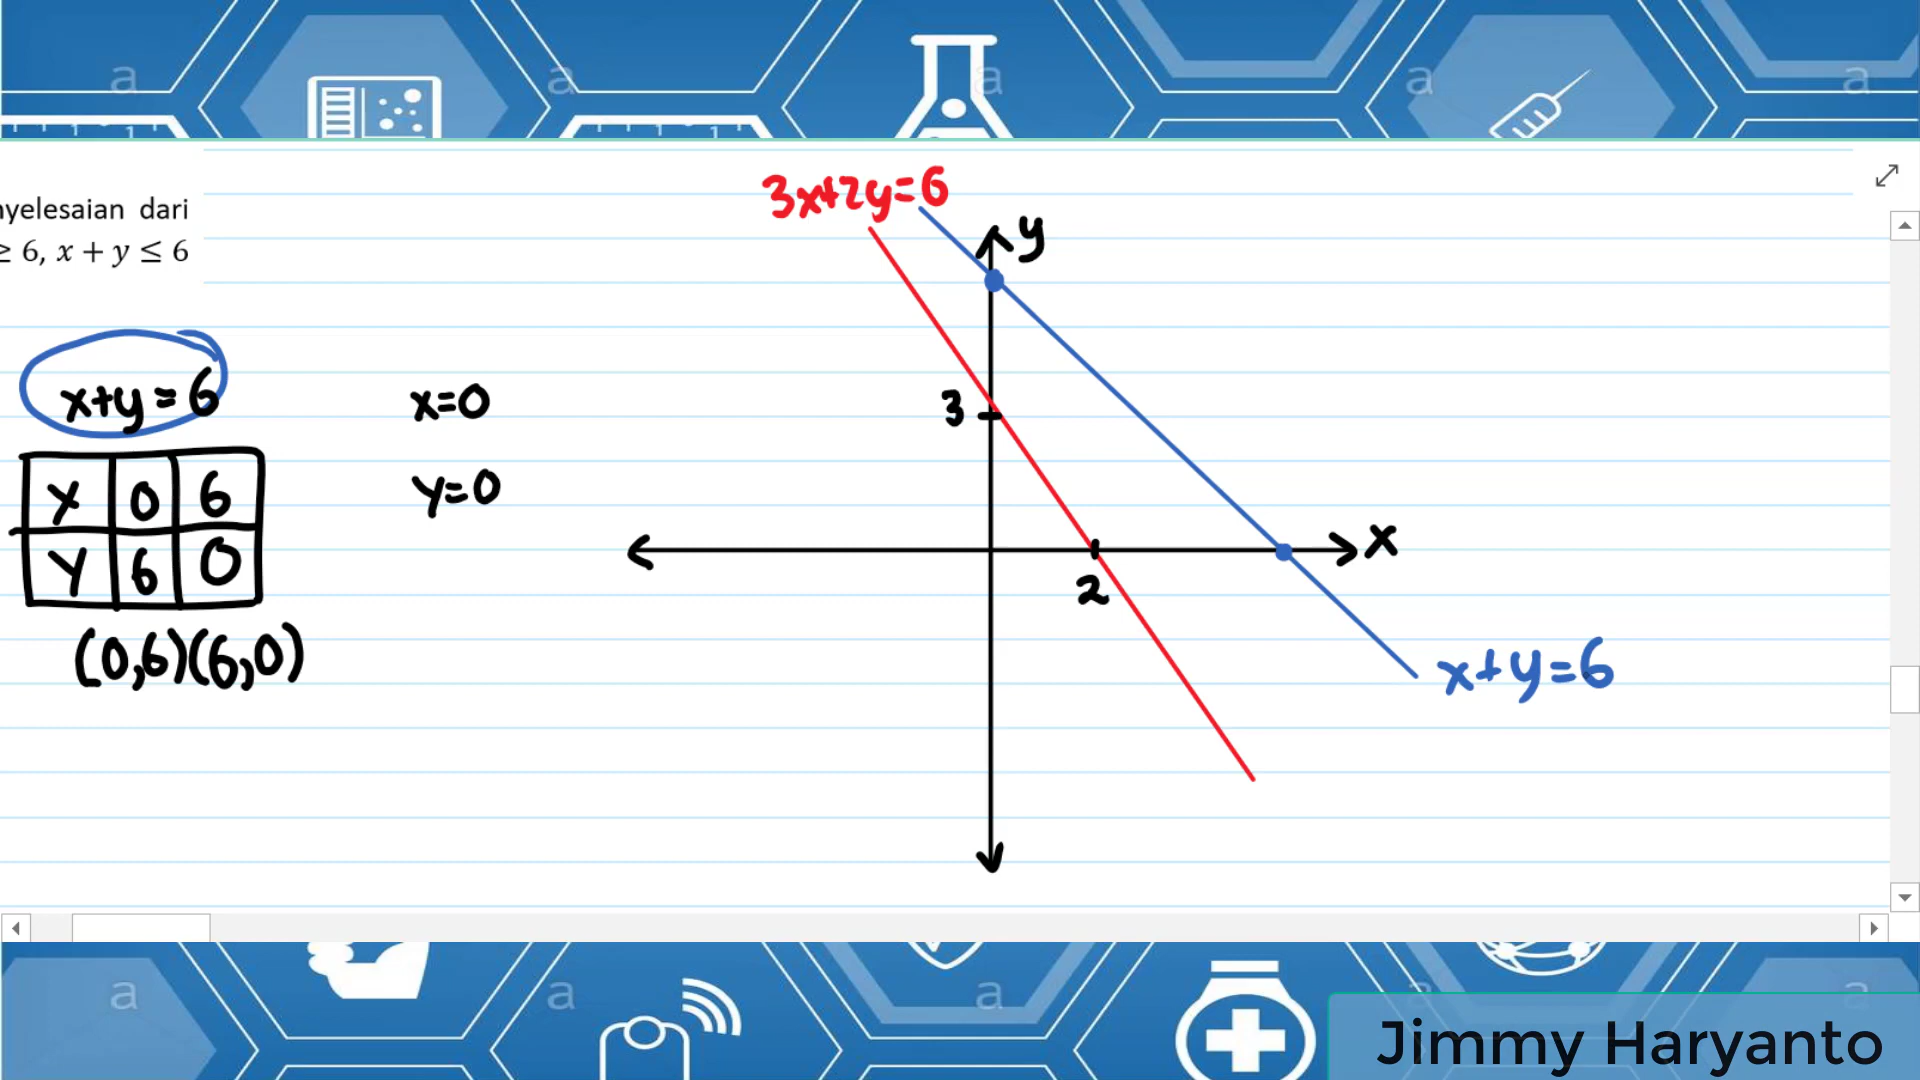 nyelesaian dari
≥ 6, x + y ≤ 6
3x+2y=6
y
x+y=6
x=0
3
y=0
X 0 6
Y 6 0
x
2
(0,6)(6,0)
x+y=6
a a a a a
a a a a a
Jimmy Haryanto